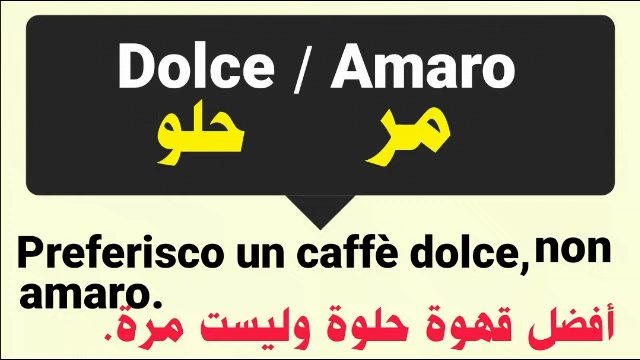 Dolce / Amaro
حلو مر
Preferisco un caffè dolce, non
amaro.
أفضل قهوة حلوة وليست مرة.